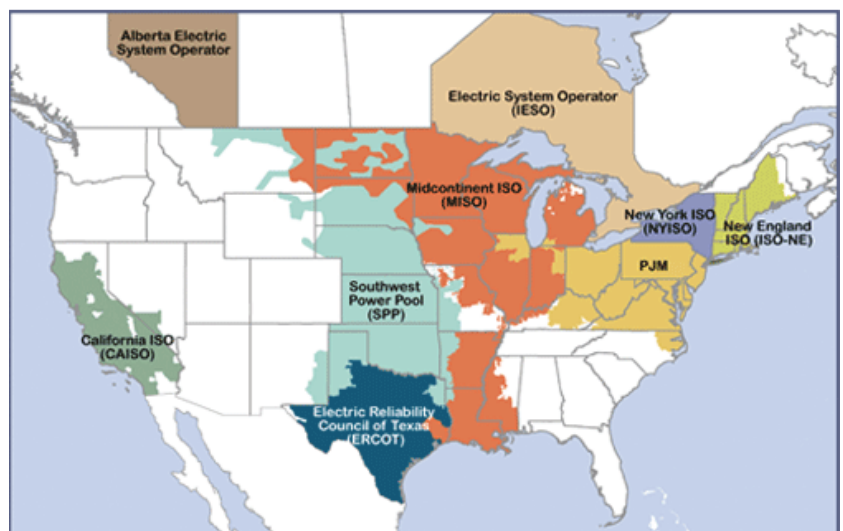 Alberta Electric
System Operator
Electric System Operator
(IESO)
Midcontinent ISO
(MISO)
New York ISO
(NYISO)
New England
ISO (ISO-NE)
PJM
Southwest
Power Pool
(SPP)
California ISO
(CAISO)
Electric Reliability
Council of Texas
(ERCOT)